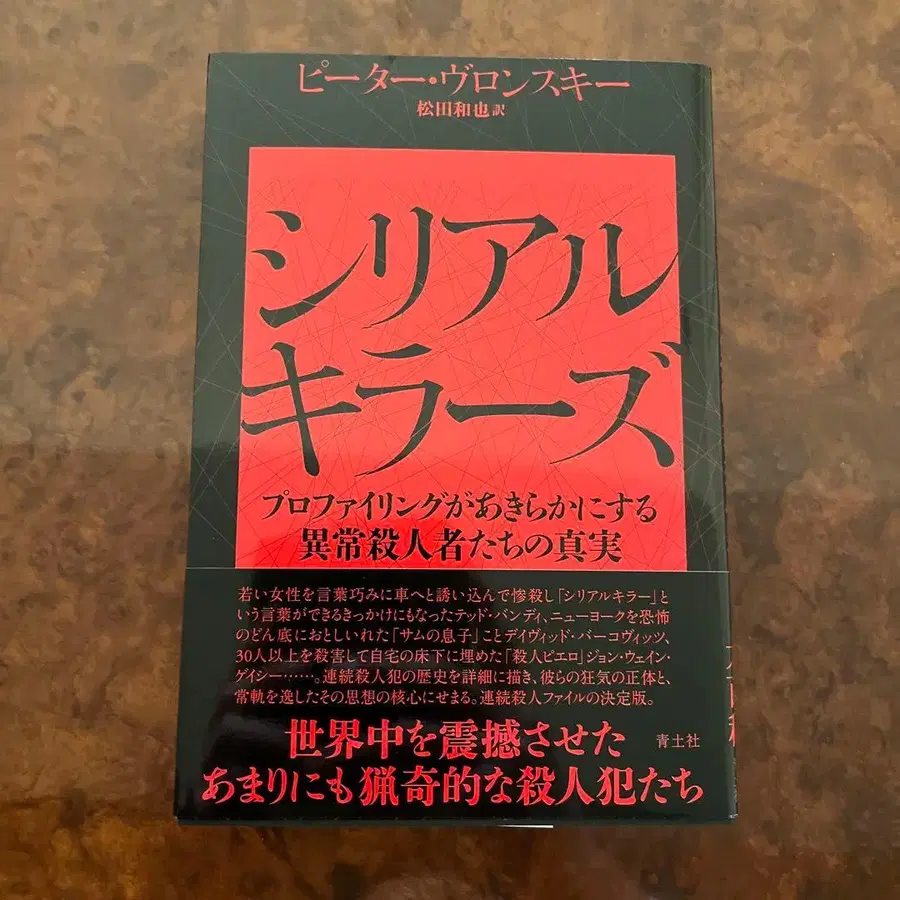 ピーター・ヴロンスキー
松田和也 訳
シリアル
キラーズ
プロファイリングがあきらかにする
異常殺人者たちの真実
若い女性を言葉巧みに車へと誘い込んで惨殺し「シリアルキラー」と
いう言葉ができるきっかけにもなったテッド・バンディ、ニューヨークを恐怖
のどん底におとしいれた「サムの息子」ことデイヴィッド・バーコヴィッツ、
30人以上を殺害して自宅の床下に埋めた「殺人ピエロ」ジョン・ウェイン・
ゲイシー……。連続殺人犯の歴史を詳細に描き、彼らの狂気の正体と、
常軌を逸したその思想の核心にせまる。連続殺人ファイルの決定版。
世界中を震撼させた
あまりにも猟奇的な殺人犯たち
青土社